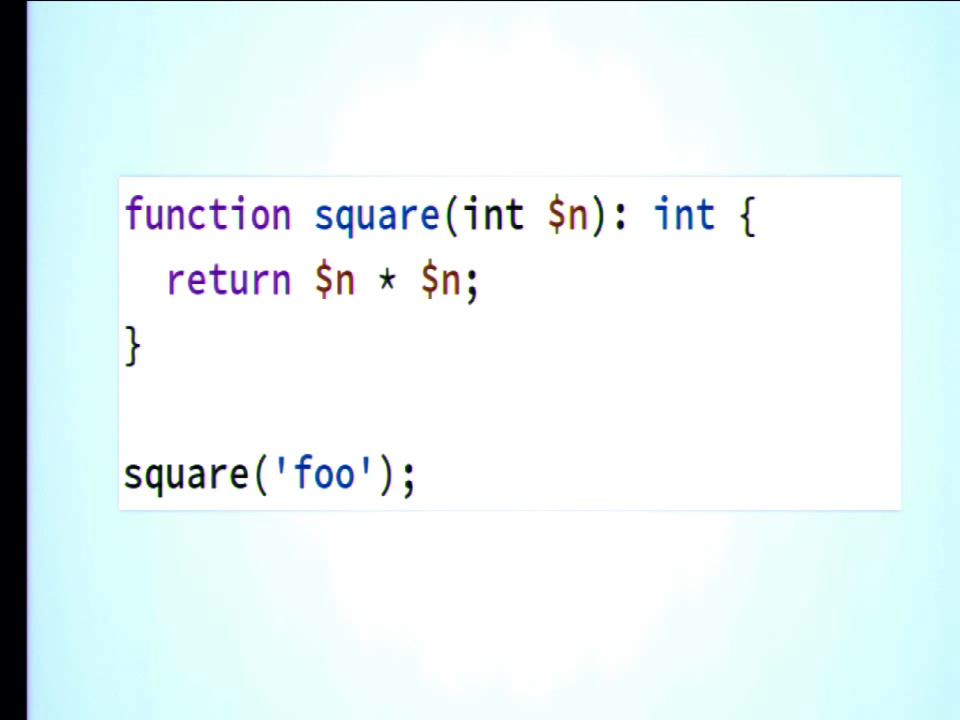 function square(int $n): int {
  return $n * $n;
}

square('foo');